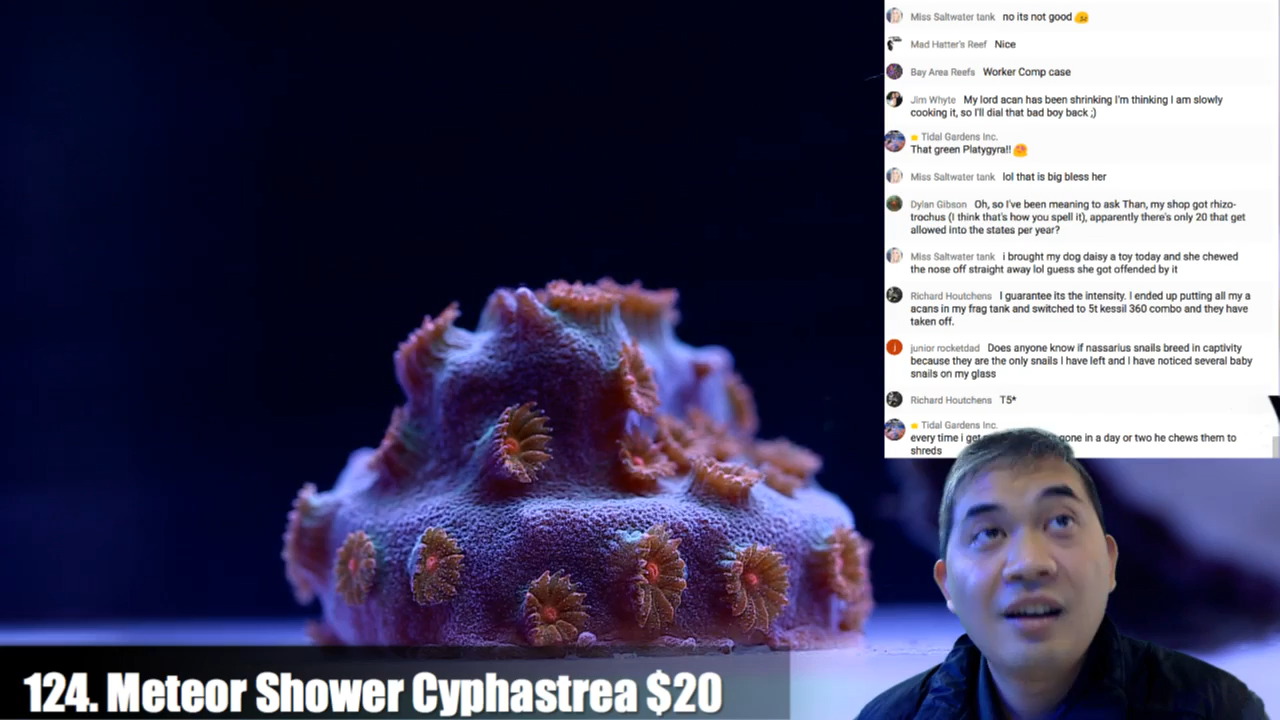 Miss Saltwater tank no its not good
Mad Hatter's Reef Nice
Bay Area Reefs Worker Comp case
Jim Whyte My lord acan has been shrinking I'm thinking I am slowly
cooking it, so I'll dial that bad boy back ;)
Tidal Gardens Inc.
That green Platygyra!!
Miss Saltwater tank lol that is big bless her
Dylan Gibson Oh, so I've been meaning to ask Than, my shop got rhizo-
trochus (I think that's how you spell it), apparently there's only 20 that get
allowed into the states per year?
Miss Saltwater tank i brought my dog daisy a toy today and she chewed
the nose off straight away lol guess she got offended by it
Richard Houtchens I guarantee its the intensity. I ended up putting all my a
acans in my frag tank and switched to 5t kessil 360 combo and they have
taken off.
j junior rocketdad Does anyone know if nassarius snails breed in captivity
because they are the only snails I have left and I have noticed several baby
snails on my glass
Richard Houtchens T5*
Tidal Gardens Inc.
every time i get gone in a day or two he chews them to
shreds
124. Meteor Shower Cyphastrea $20